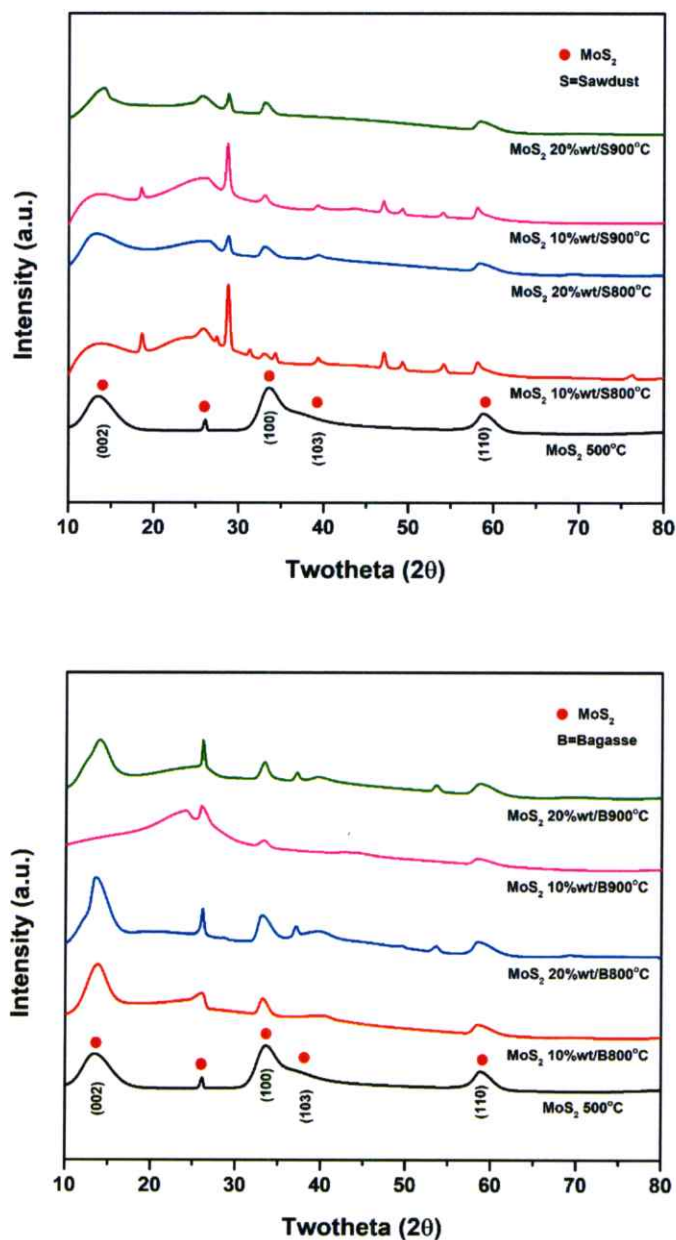 MoS₂
S=Sawdust
MoS₂ 20%wt/S900°C
MoS₂ 10%wt/S900°C
MoS₂ 20%wt/S800°C
MoS₂ 10%wt/S800°C
(002)
(100)
(103)
(110)
MoS₂ 500°C
Intensity (a.u.)
10 20 30 40 50 60 70 80
Twotheta (2θ)
MoS₂
B=Bagasse
MoS₂ 20%wt/B900°C
MoS₂ 10%wt/B900°C
MoS₂ 20%wt/B800°C
MoS₂ 10%wt/B800°C
(002)
(100)
(103)
(110)
MoS₂ 500°C
Intensity (a.u.)
10 20 30 40 50 60 70 80
Twotheta (2θ)